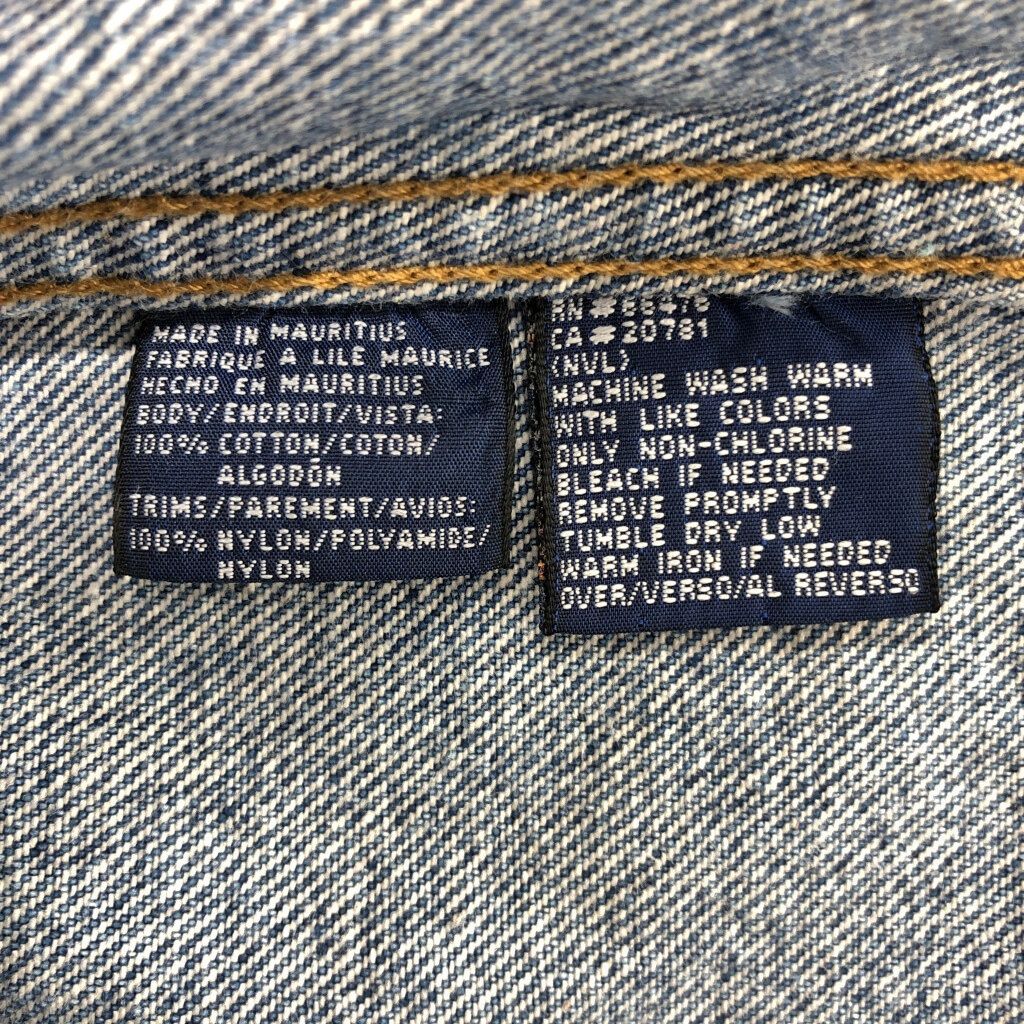 MADE IN MAURITIUS
FABRIQUE A LILE MAURICE
HECHO EN MAURITIUS
BODY/ENDROIT/VISTA:
100% COTTON/COTON/
ALGODÓN
TRIMS/PAREMENT/AVIOS:
100% NYLON/POLYAMIDE/
NYLON
CA#20781
(NVL)
MACHINE WASH WARM
WITH LIKE COLORS
ONLY NON-CHLORINE
BLEACH IF NEEDED
REMOVE PROMPTLY
TUMBLE DRY LOW
WARM IRON IF NEEDED
OVER/VERSO/AL REVERSO